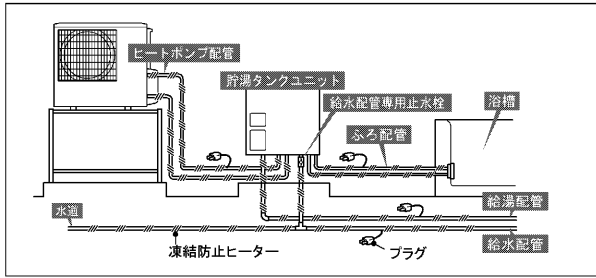 ヒートポンプ配管
貯湯タンクユニット
給水配管専用止水栓
浴槽
ふろ配管
給湯配管
水道
給水配管
凍結防止ヒーター
プラグ